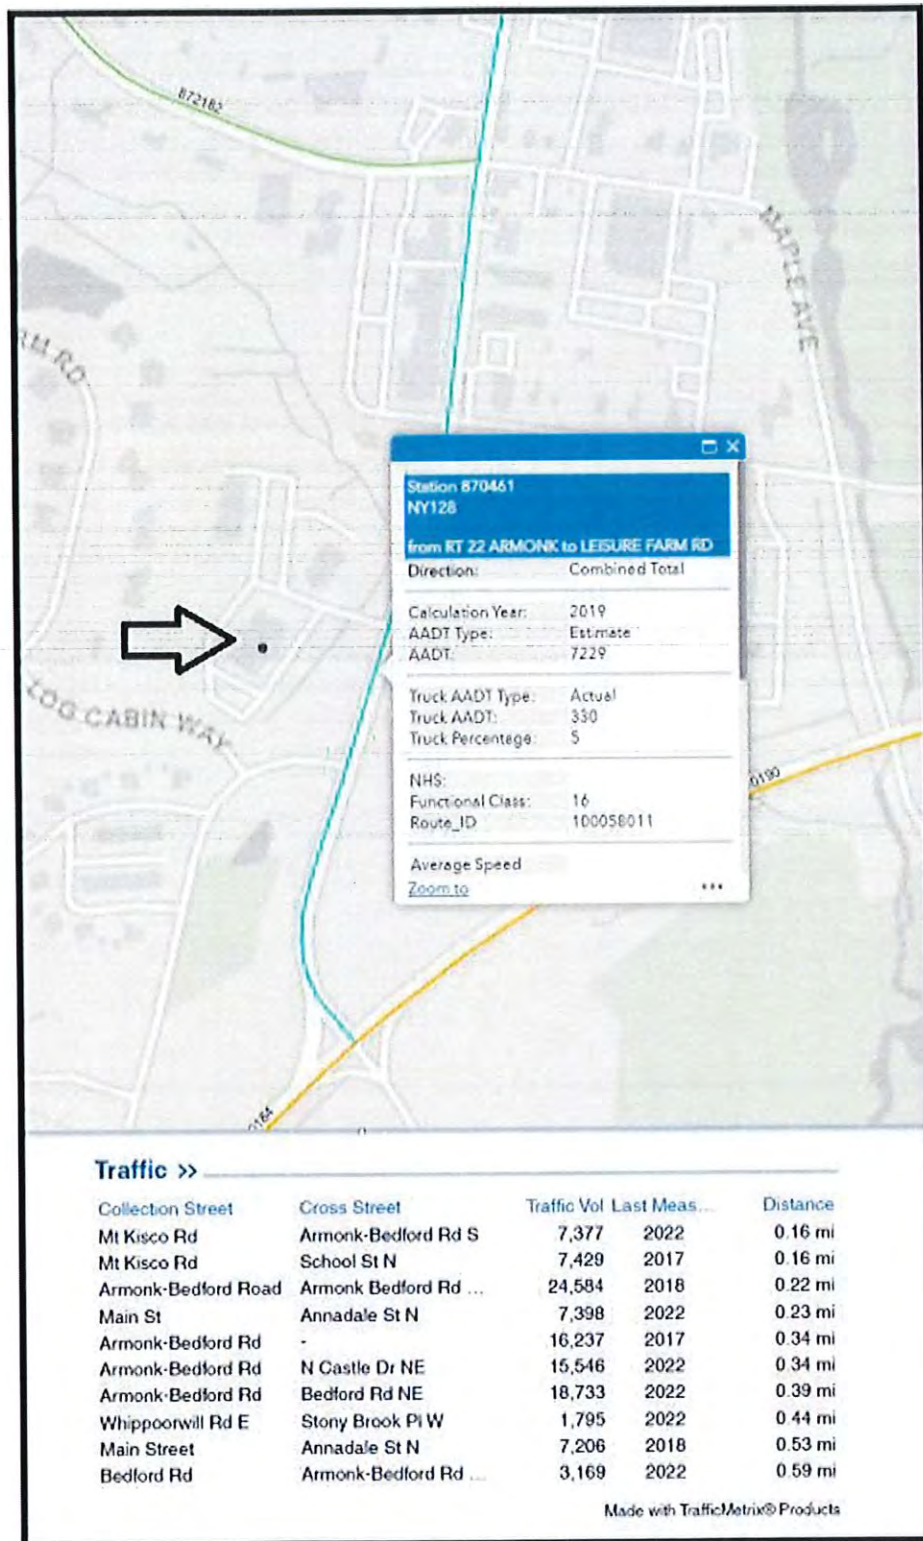 872182
MAPLE AVE
RM RD
Station 870461
NY128
from RT 22 ARMONK to LEISURE FARM RD
Direction: Combined Total
Calculation Year: 2019
AADT Type: Estimate
AADT: 7229
Truck AADT Type: Actual
Truck AADT: 330
Truck Percentage: 5
NHS:
Functional Class: 16
Route_ID 100058011
Average Speed
Zoom to ...
LOG CABIN WAY
0190
0164
Traffic >>
Collection Street Cross Street Traffic Vol Last Meas... Distance
Mt Kisco Rd Armonk-Bedford Rd S 7,377 2022 0.16 mi
Mt Kisco Rd School St N 7,429 2017 0.16 mi
Armonk-Bedford Road Armonk Bedford Rd ... 24,584 2018 0.22 mi
Main St Annadale St N 7,398 2022 0.23 mi
Armonk-Bedford Rd - 16,237 2017 0.34 mi
Armonk-Bedford Rd N Castle Dr NE 15,546 2022 0.34 mi
Armonk-Bedford Rd Bedford Rd NE 18,733 2022 0.39 mi
Whippoorwill Rd E Stony Brook Pl W 1,795 2022 0.44 mi
Main Street Annadale St N 7,206 2018 0.53 mi
Bedford Rd Armonk-Bedford Rd ... 3,169 2022 0.59 mi
Made with TrafficMetrix® Products